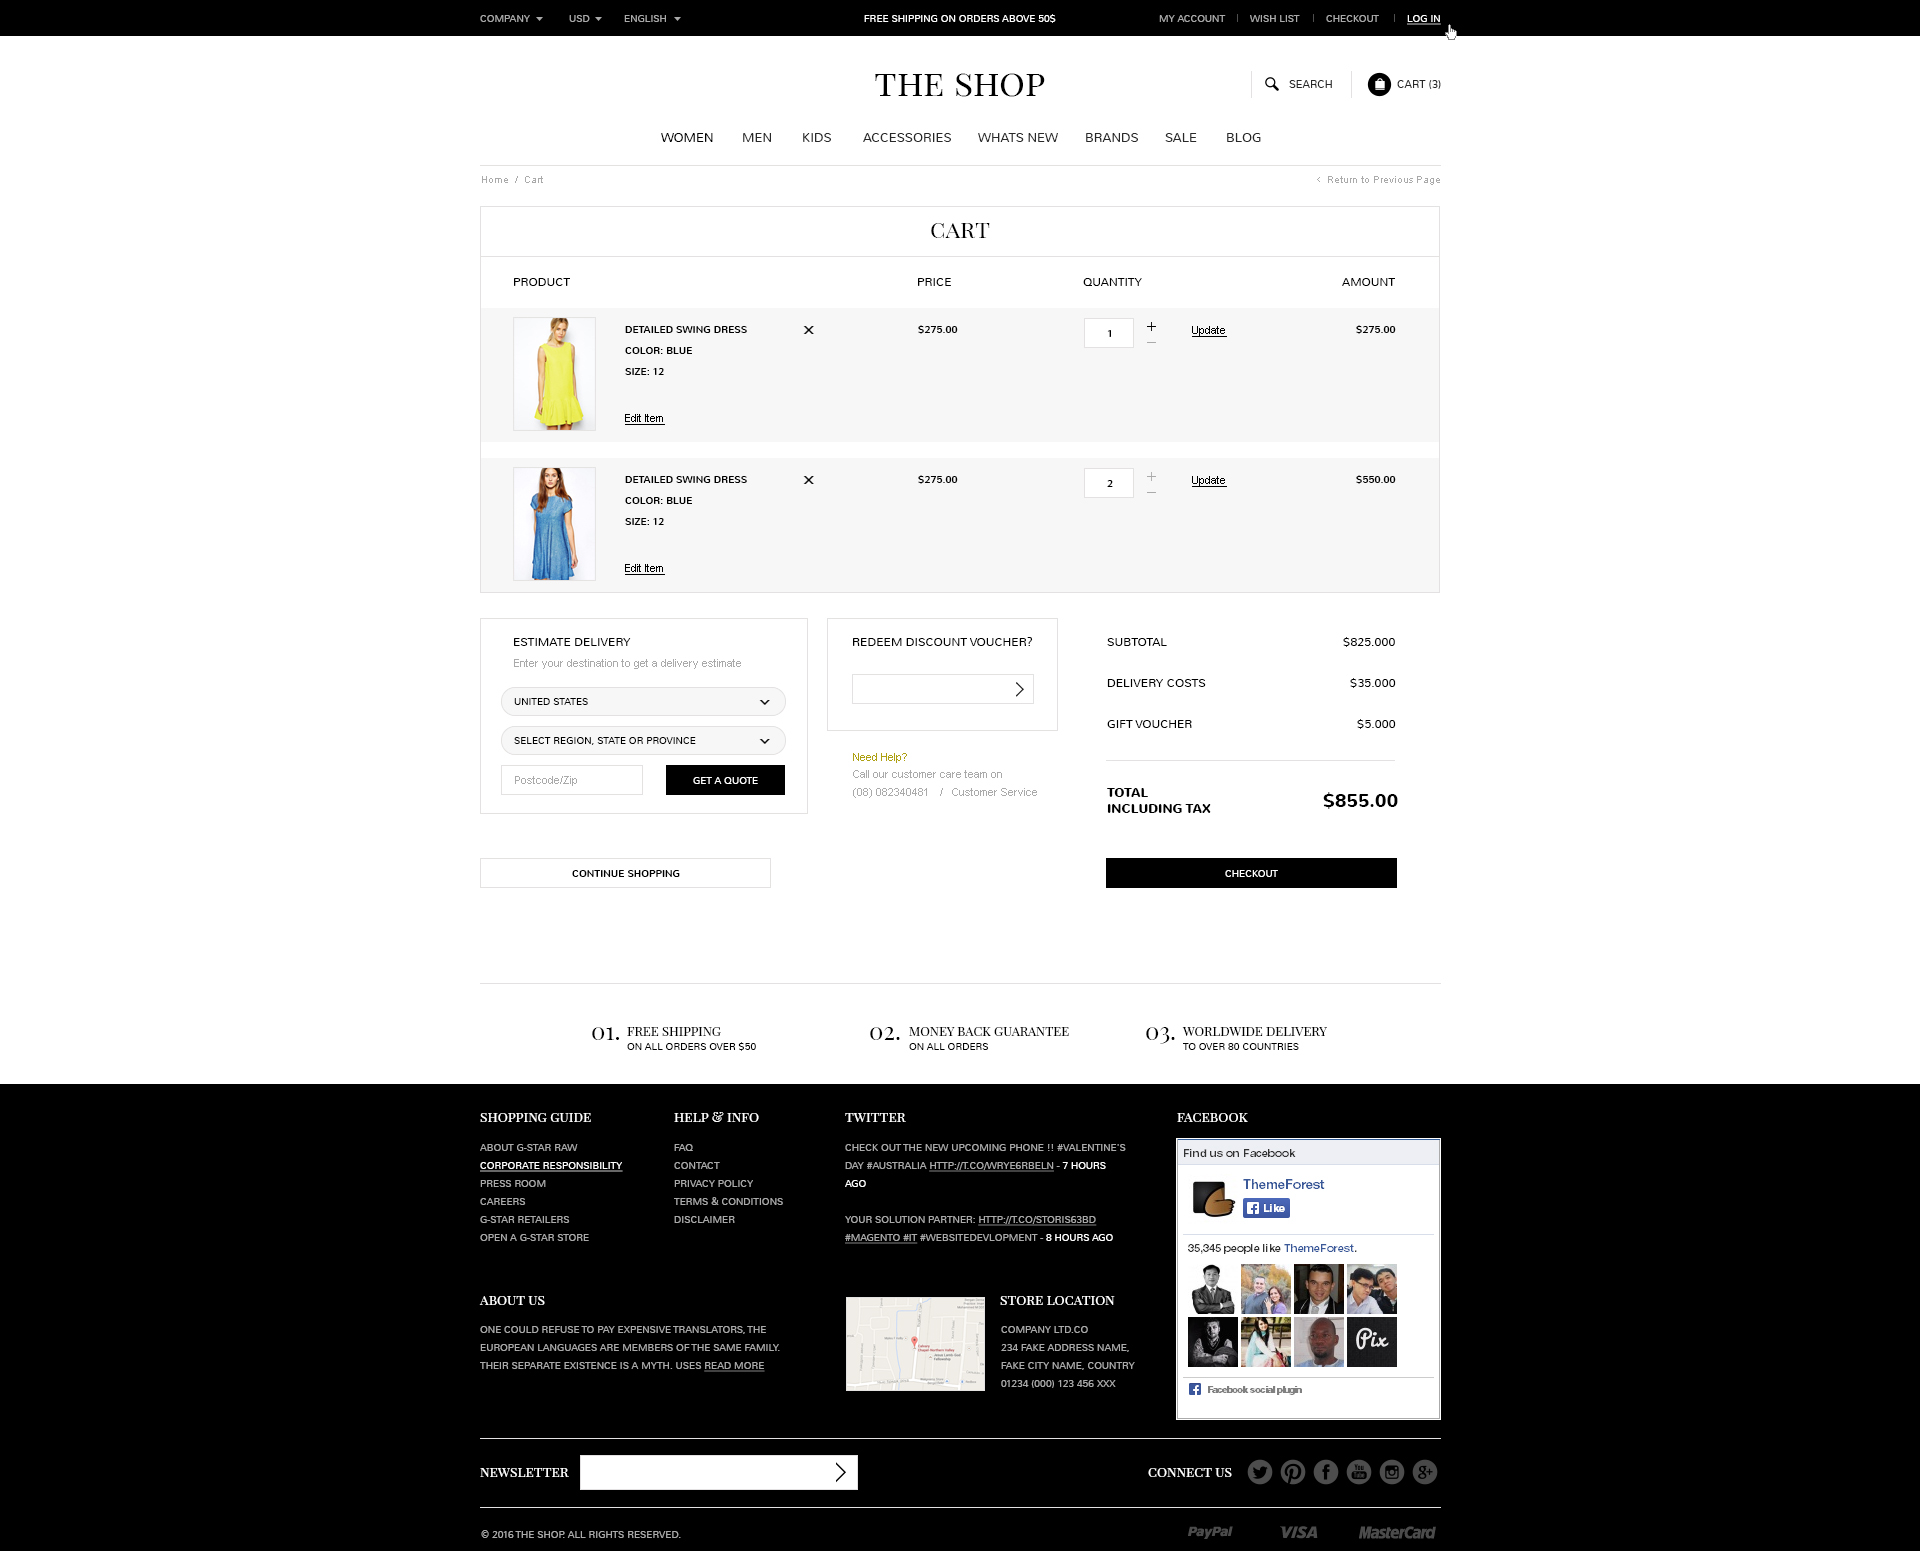 COMPANY USD ENGLISH FREE SHIPPING ON ORDERS ABOVE 50$ MY ACCOUNT WISH LIST CHECKOUT LOG IN
THE SHOP
SEARCH CART (3)
WOMEN MEN KIDS ACCESSORIES WHATS NEW BRANDS SALE BLOG
Home / Cart < Return to Previous Page
CART
PRODUCT PRICE QUANTITY AMOUNT
DETAILED SWING DRESS $275.00 1 + Update $275.00
COLOR: BLUE
SIZE: 12
Edit Item
DETAILED SWING DRESS $275.00 2 + Update $550.00
COLOR: BLUE
SIZE: 12
Edit Item
ESTIMATE DELIVERY
Enter your destination to get a delivery estimate
UNITED STATES
SELECT REGION, STATE OR PROVINCE
Postcode/Zip GET A QUOTE
REDEEM DISCOUNT VOUCHER?
Need Help?
Call our customer care team on
(08) 082340481 / Customer Service
SUBTOTAL $825.000
DELIVERY COSTS $35.000
GIFT VOUCHER $5.000
TOTAL
INCLUDING TAX $855.00
CONTINUE SHOPPING CHECKOUT
01. FREE SHIPPING
ON ALL ORDERS OVER $50
02. MONEY BACK GUARANTEE
ON ALL ORDERS
03. WORLDWIDE DELIVERY
TO OVER 80 COUNTRIES
SHOPPING GUIDE
ABOUT G-STAR RAW
CORPORATE RESPONSIBILITY
PRESS ROOM
CAREERS
G-STAR RETAILERS
OPEN A G-STAR STORE
HELP & INFO
FAQ
CONTACT
PRIVACY POLICY
TERMS & CONDITIONS
DISCLAIMER
TWITTER
CHECK OUT THE NEW UPCOMING PHONE !! #VALENTINE'S
DAY #AUSTRALIA HTTP://T.CO/WRYE6RBELN - 7 HOURS
AGO
YOUR SOLUTION PARTNER: HTTP://T.CO/STORIS63BD
#MAGENTO #IT #WEBSITEDEVLOPMENT - 8 HOURS AGO
FACEBOOK
Find us on Facebook
ThemeForest
Like
35,345 people like ThemeForest.
Pix
Facebook social plugin
ABOUT US
ONE COULD REFUSE TO PAY EXPENSIVE TRANSLATORS, THE
EUROPEAN LANGUAGES ARE MEMBERS OF THE SAME FAMILY.
THEIR SEPARATE EXISTENCE IS A MYTH. USES READ MORE
STORE LOCATION
COMPANY LTD.CO
234 FAKE ADDRESS NAME,
FAKE CITY NAME, COUNTRY
01234 (000) 123 456 XXX
NEWSLETTER CONNECT US
© 2016 THE SHOP. ALL RIGHTS RESERVED. PayPal VISA MasterCard